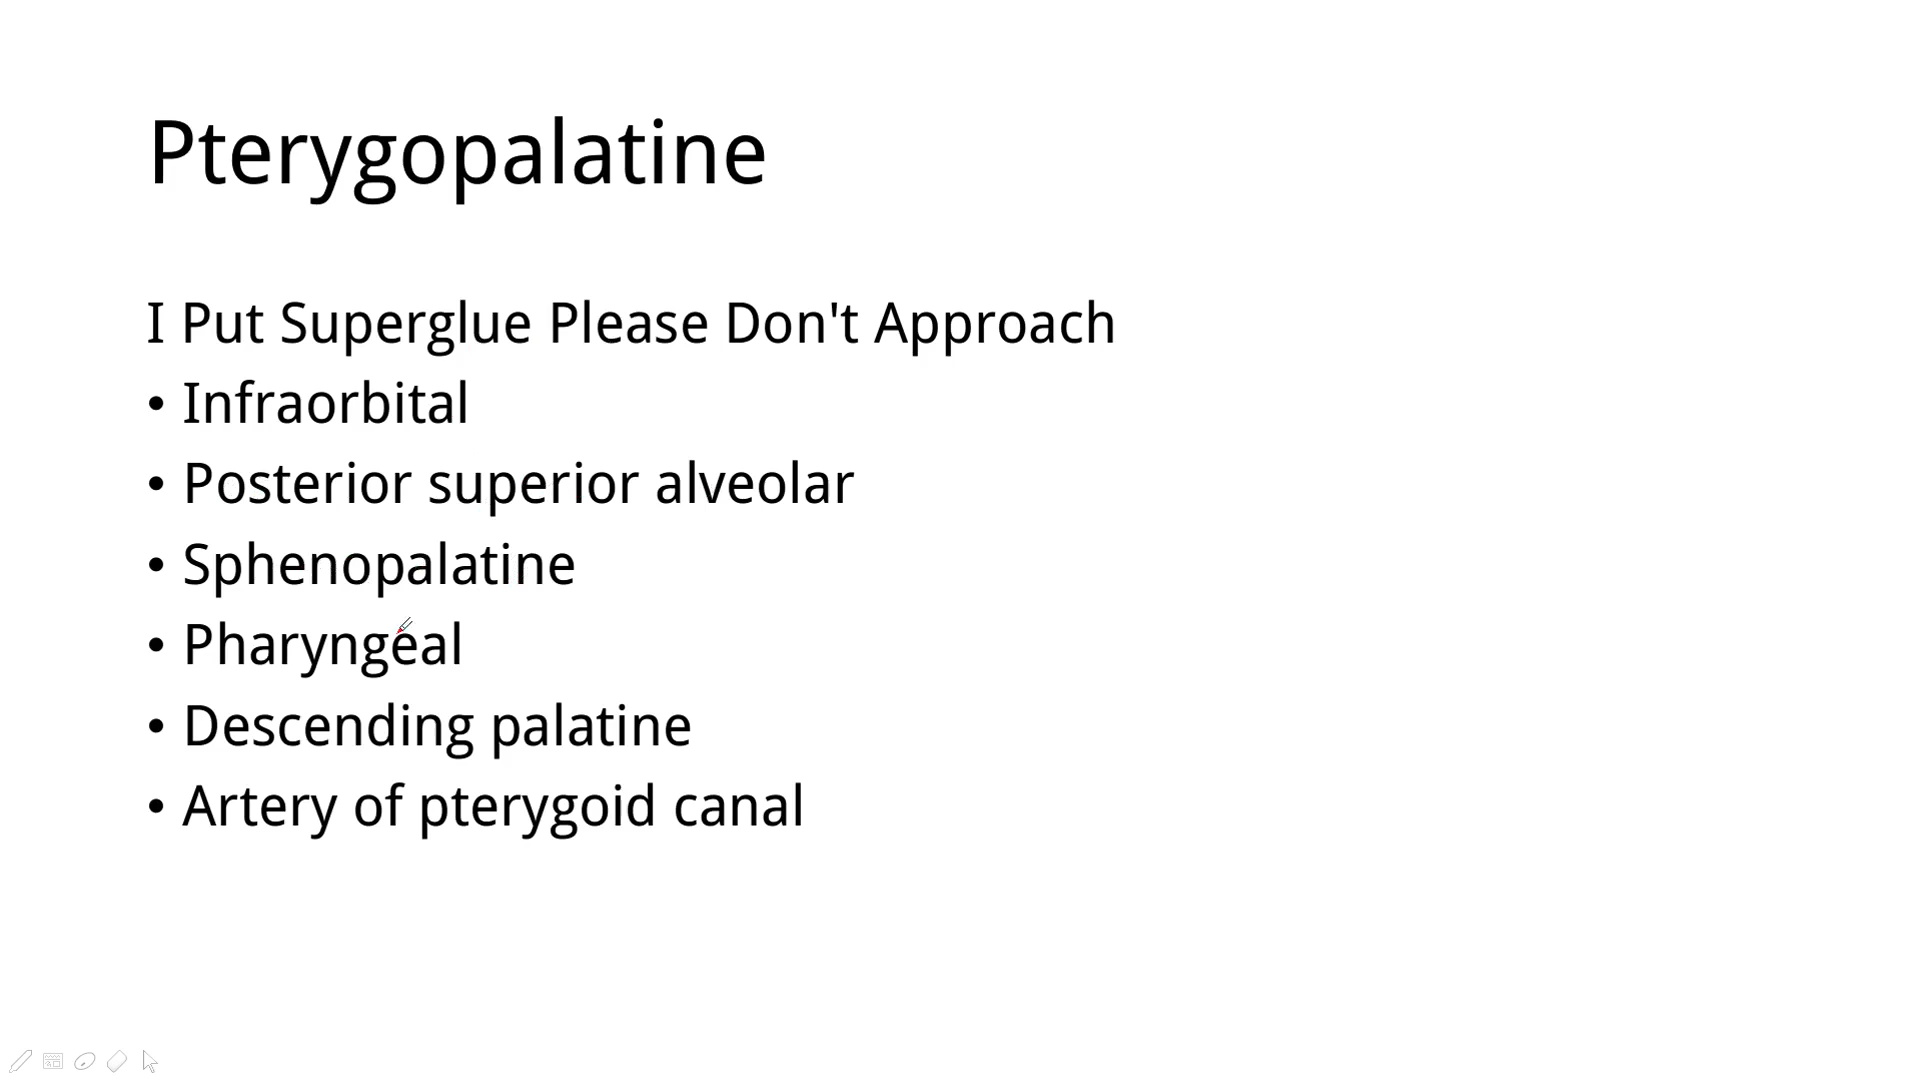 Pterygopalatine
I Put Superglue Please Don't Approach
• Infraorbital
• Posterior superior alveolar
• Sphenopalatine
• Pharyngeal
• Descending palatine
• Artery of pterygoid canal